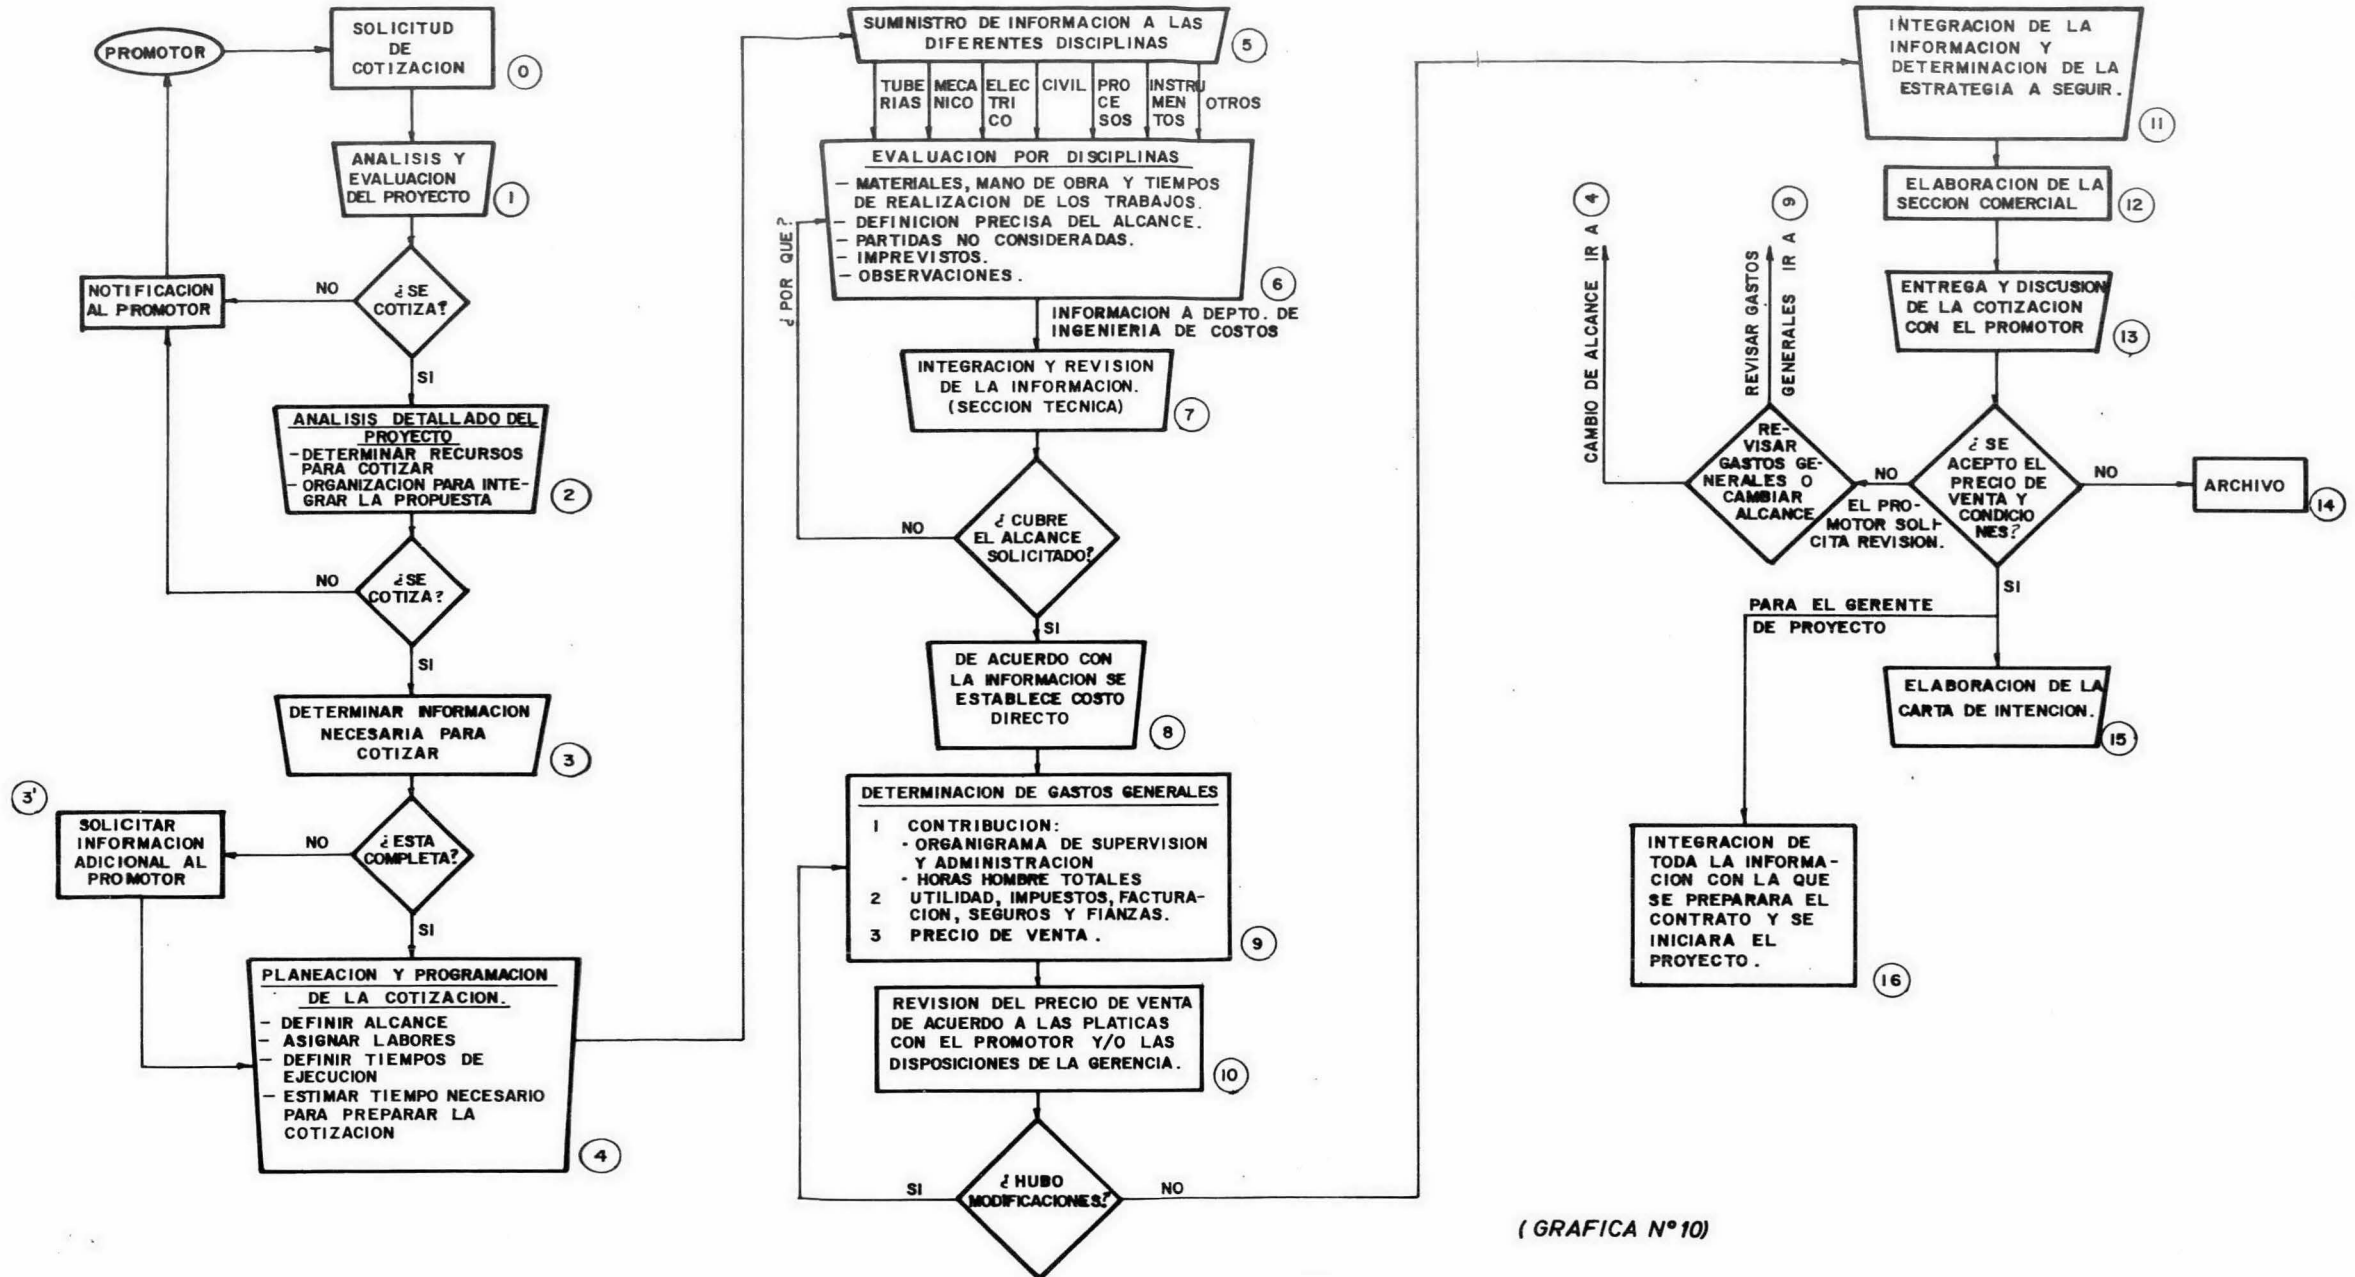 PROMOTOR
SOLICITUD
DE
COTIZACION
0
ANALISIS Y
EVALUACION
DEL PROYECTO
1
¿SE
COTIZA?
NO
NOTIFICACION
AL PROMOTOR
SI
ANALISIS DETALLADO DEL
PROYECTO
-DETERMINAR RECURSOS
PARA COTIZAR
-ORGANIZACION PARA INTE-
GRAR LA PROPUESTA
2
¿SE
COTIZA?
NO
SI
DETERMINAR INFORMACION
NECESARIA PARA
COTIZAR
3
¿ESTA
COMPLETA?
NO
3'
SOLICITAR
INFORMACION
ADICIONAL AL
PROMOTOR
SI
PLANEACION Y PROGRAMACION
DE LA COTIZACION.
- DEFINIR ALCANCE
- ASIGNAR LABORES
- DEFINIR TIEMPOS DE
EJECUCION
- ESTIMAR TIEMPO NECESARIO
PARA PREPARAR LA
COTIZACION
4
SUMINISTRO DE INFORMACION A LAS
DIFERENTES DISCIPLINAS
5
TUBE
RIAS
MECA
NICO
ELEC
TRI
CO
CIVIL
PRO
CE
SOS
INSTRU
MEN
TOS
OTROS
EVALUACION POR DISCIPLINAS
- MATERIALES, MANO DE OBRA Y TIEMPOS
DE REALIZACION DE LOS TRABAJOS.
- DEFINICION PRECISA DEL ALCANCE.
- PARTIDAS NO CONSIDERADAS.
- IMPREVISTOS.
- OBSERVACIONES.
6
¿POR QUE?
INFORMACION A DEPTO. DE
INGENIERIA DE COSTOS
INTEGRACION Y REVISION
DE LA INFORMACION.
(SECCION TECNICA)
7
¿ CUBRE
EL ALCANCE
SOLICITADO?
NO
SI
DE ACUERDO CON
LA INFORMACION SE
ESTABLECE COSTO
DIRECTO
8
DETERMINACION DE GASTOS GENERALES
1 CONTRIBUCION:
- ORGANIGRAMA DE SUPERVISION
Y ADMINISTRACION
- HORAS HOMBRE TOTALES
2 UTILIDAD, IMPUESTOS, FACTURA-
CION, SEGUROS Y FIANZAS.
3 PRECIO DE VENTA.
9
REVISION DEL PRECIO DE VENTA
DE ACUERDO A LAS PLATICAS
CON EL PROMOTOR Y/O LAS
DISPOSICIONES DE LA GERENCIA.
10
¿HUBO
MODIFICACIONES?
SI
NO
INTEGRACION DE LA
INFORMACION Y
DETERMINACION DE LA
ESTRATEGIA A SEGUIR.
11
ELABORACION DE LA
SECCION COMERCIAL
12
ENTREGA Y DISCUSION
DE LA COTIZACION
CON EL PROMOTOR
13
¿ SE
ACEPTO EL
PRECIO DE
VENTA Y
CONDICIO
NES?
NO
ARCHIVO
14
NO
EL PRO-
MOTOR SOLI-
CITA REVISION.
RE-
VISAR
GASTOS GE-
NERALES O
CAMBIAR
ALCANCE
CAMBIO DE ALCANCE IR A 4
REVISAR GASTOS
GENERALES IR A 9
SI
PARA EL GERENTE
DE PROYECTO
ELABORACION DE LA
CARTA DE INTENCION.
15
INTEGRACION DE
TODA LA INFORMA-
CION CON LA QUE
SE PREPARARA EL
CONTRATO Y SE
INICIARA EL
PROYECTO.
16
( GRAFICA Nº 10)